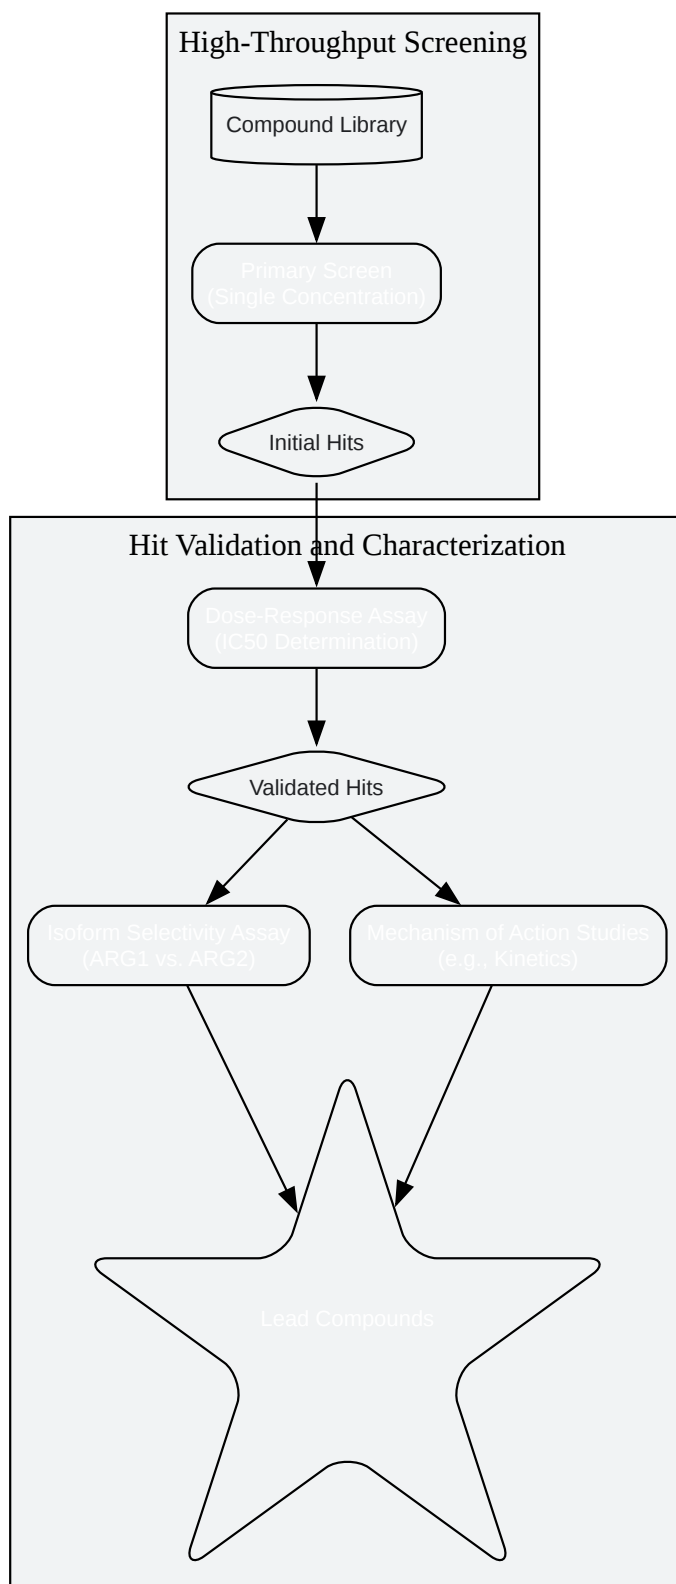 High-Throughput Screening
Compound Library
Primary Screen
(Single Concentration)
Initial Hits
Hit Validation and Characterization
Dose-Response Assay
(IC50 Determination)
Validated Hits
Isoform Selectivity Assay
(ARG1 vs. ARG2)
Mechanism of Action Studies
(e.g., Kinetics)
Lead Compounds